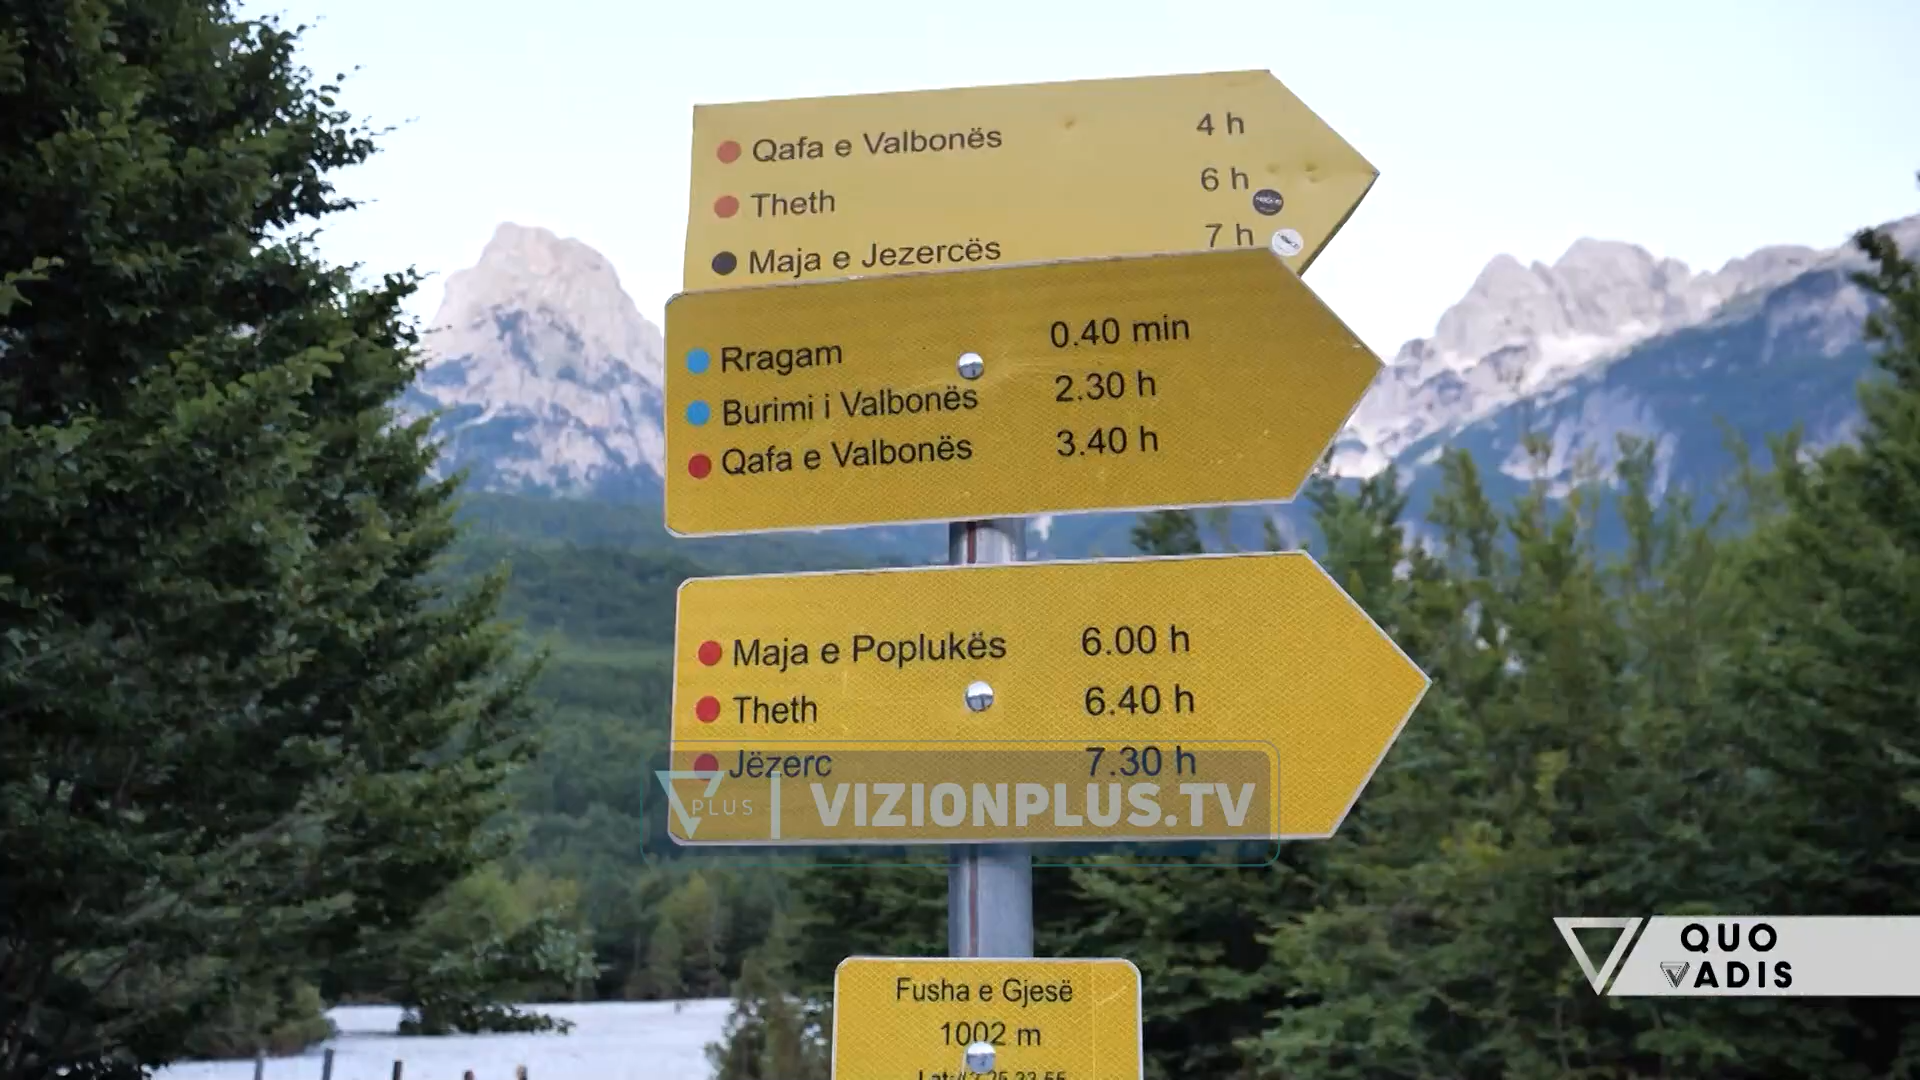 Qafa e Valbonës 4 h
Theth 6 h
Maja e Jezercës 7 h
Rragam 0.40 min
Burimi i Valbonës 2.30 h
Qafa e Valbonës 3.40 h
Maja e Poplukës 6.00 h
Theth 6.40 h
Jëzerc 7.30 h
PLUS VIZIONPLUS.TV
QUO
VADIS
Fusha e Gjesë
1002 m